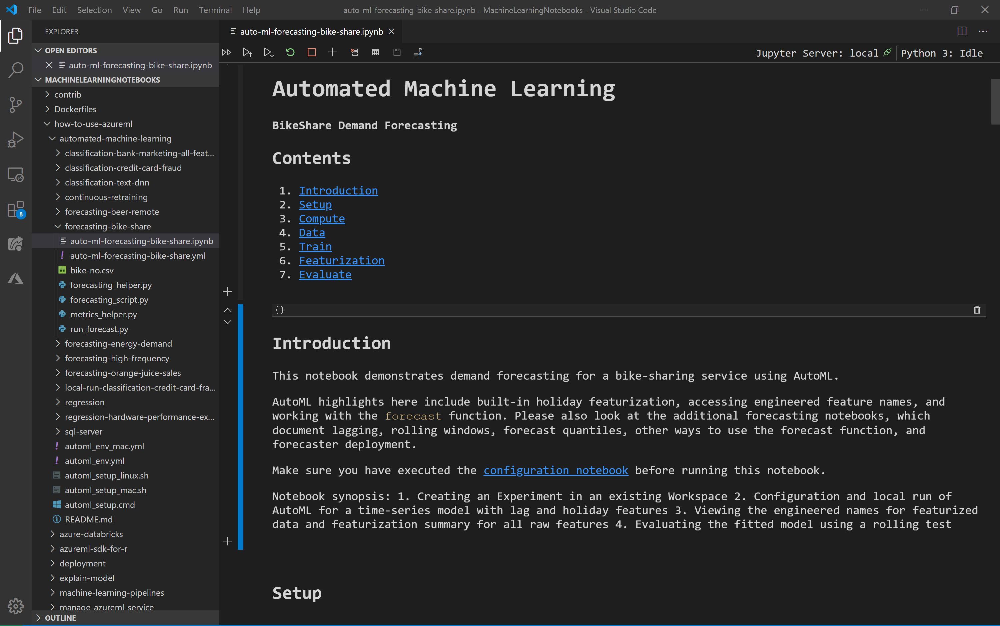 File Edit Selection View Go Run Terminal Help auto-ml-forecasting-bike-share.ipynb - MachineLearningNotebooks - Visual Studio Code
EXPLORER
OPEN EDITORS
auto-ml-forecasting-bike-share.ipynb
MACHINELEARNINGNOTEBOOKS
contrib
Dockerfiles
how-to-use-azureml
automated-machine-learning
classification-bank-marketing-all-feat...
classification-credit-card-fraud
classification-text-dnn
continuous-retraining
forecasting-beer-remote
forecasting-bike-share
auto-ml-forecasting-bike-share.ipynb
! auto-ml-forecasting-bike-share.yml
bike-no.csv
forecasting_helper.py
forecasting_script.py
metrics_helper.py
run_forecast.py
forecasting-energy-demand
forecasting-high-frequency
forecasting-orange-juice-sales
local-run-classification-credit-card-fra...
regression
regression-hardware-performance-ex...
sql-server
! automl_env_mac.yml
! automl_env.yml
automl_setup_linux.sh
automl_setup_mac.sh
automl_setup.cmd
README.md
azure-databricks
azureml-sdk-for-r
deployment
explain-model
machine-learning-pipelines
manage-azureml-service
OUTLINE
8
auto-ml-forecasting-bike-share.ipynb
Jupyter Server: local Python 3: Idle
Automated Machine Learning
BikeShare Demand Forecasting
Contents
1. Introduction
2. Setup
3. Compute
4. Data
5. Train
6. Featurization
7. Evaluate
{}
Introduction
This notebook demonstrates demand forecasting for a bike-sharing service using AutoML.
AutoML highlights here include built-in holiday featurization, accessing engineered feature names, and
working with the forecast function. Please also look at the additional forecasting notebooks, which
document lagging, rolling windows, forecast quantiles, other ways to use the forecast function, and
forecaster deployment.
Make sure you have executed the configuration notebook before running this notebook.
Notebook synopsis: 1. Creating an Experiment in an existing Workspace 2. Configuration and local run of
AutoML for a time-series model with lag and holiday features 3. Viewing the engineered names for featurized
data and featurization summary for all raw features 4. Evaluating the fitted model using a rolling test
Setup